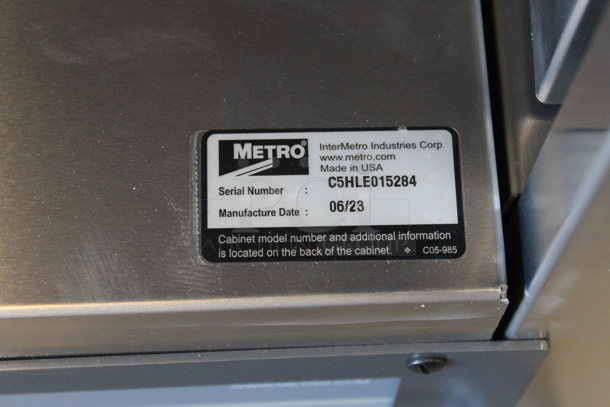 METRO®
InterMetro Industries Corp.
www.metro.com
Made in USA
Serial Number : C5HLE015284
Manufacture Date : 06/23
Cabinet model number and additional information
is located on the back of the cabinet. ❖ C05-985